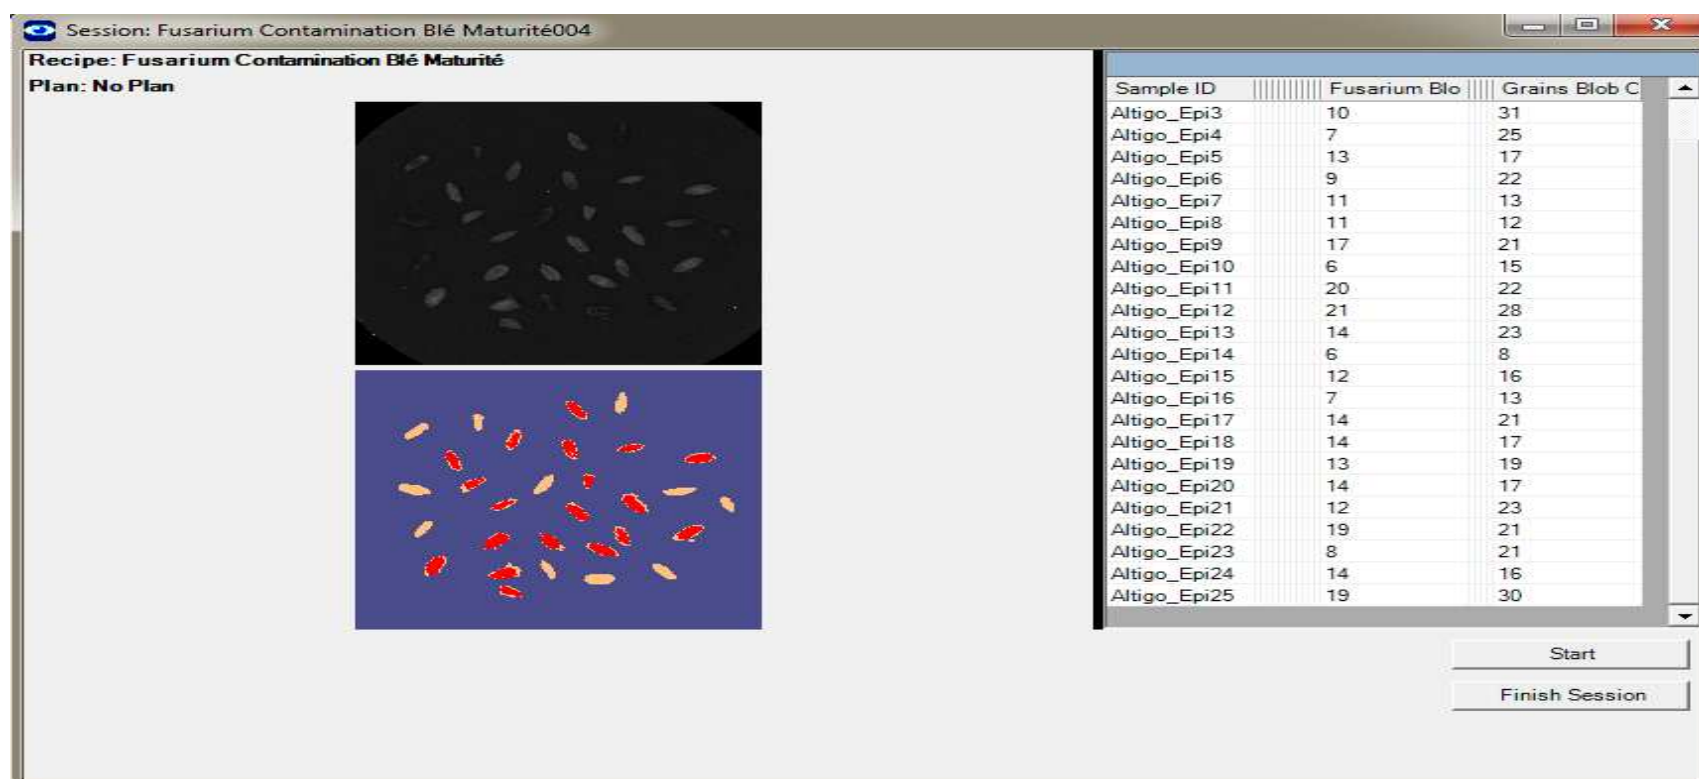 Session: Fusarium Contamination Blé Maturité004
Recipe: Fusarium Contamination Blé Maturité
Plan: No Plan
Sample ID Fusarium Blo Grains Blob C
Altigo_Epi3 10 31
Altigo_Epi4 7 25
Altigo_Epi5 13 17
Altigo_Epi6 9 22
Altigo_Epi7 11 13
Altigo_Epi8 11 12
Altigo_Epi9 17 21
Altigo_Epi10 6 15
Altigo_Epi11 20 22
Altigo_Epi12 21 28
Altigo_Epi13 14 23
Altigo_Epi14 6 8
Altigo_Epi15 12 16
Altigo_Epi16 7 13
Altigo_Epi17 14 21
Altigo_Epi18 14 17
Altigo_Epi19 13 19
Altigo_Epi20 14 17
Altigo_Epi21 12 23
Altigo_Epi22 19 21
Altigo_Epi23 8 21
Altigo_Epi24 14 16
Altigo_Epi25 19 30
Start
Finish Session